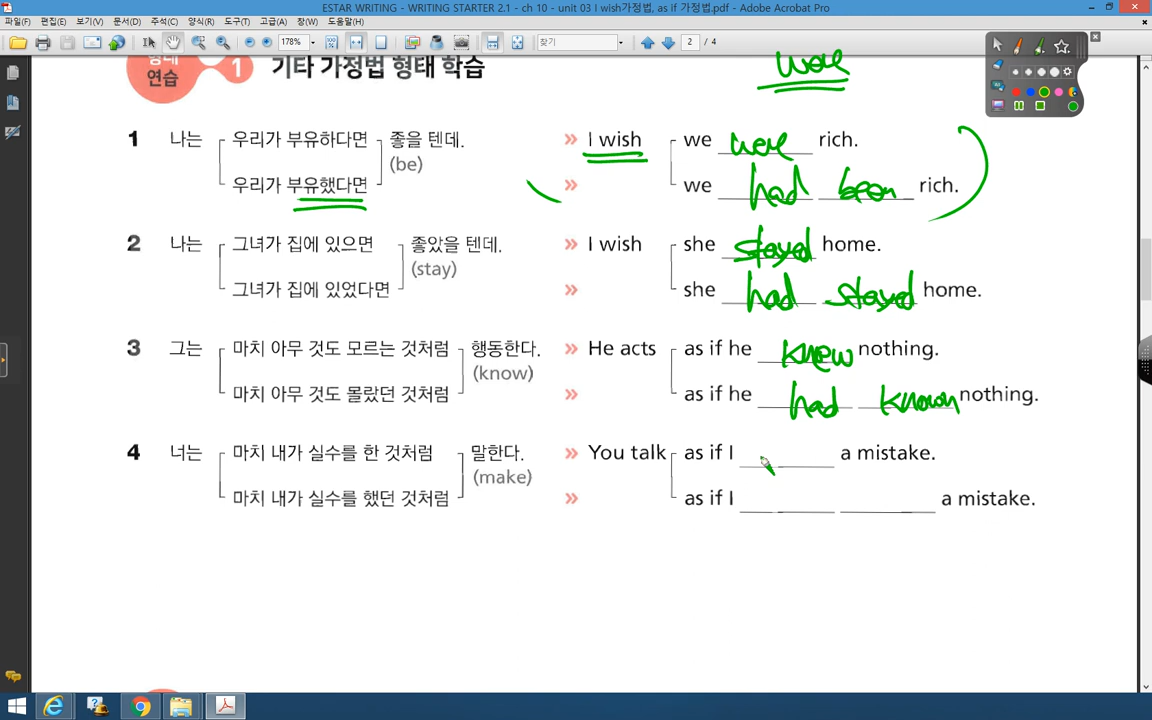 ESTAR WRITING - WRITING STARTER 2.1 - ch 10 - unit 03 I wish가정법, as if 가정법.pdf - Adobe Acrobat Pro
파일(F) 편집(E) 보기(V) 문서(D) 주석(C) 양식(R) 도구(T) 고급(A) 창(W) 도움말(H)
178% 찾기 2 / 4
형태 연습 1 기타 가정법 형태 학습 were
1 나는 우리가 부유하다면 좋을 텐데. » I wish we were rich.
(be)
우리가 부유했다면 » we had been rich.
2 나는 그녀가 집에 있으면 좋았을 텐데. » I wish she stayed home.
(stay)
그녀가 집에 있었다면 » she had stayed home.
3 그는 마치 아무 것도 모르는 것처럼 행동한다. » He acts as if he knew nothing.
(know)
마치 아무 것도 몰랐던 것처럼 » as if he had known nothing.
4 너는 마치 내가 실수를 한 것처럼 말한다. » You talk as if I ___ a mistake.
(make)
마치 내가 실수를 했던 것처럼 » as if I ___ ___ a mistake.